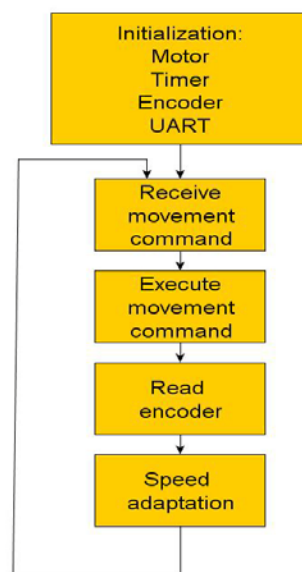 Initialization:
Motor
Timer
Encoder
UART
Receive
movement
command
Execute
movement
command
Read
encoder
Speed
adaptation